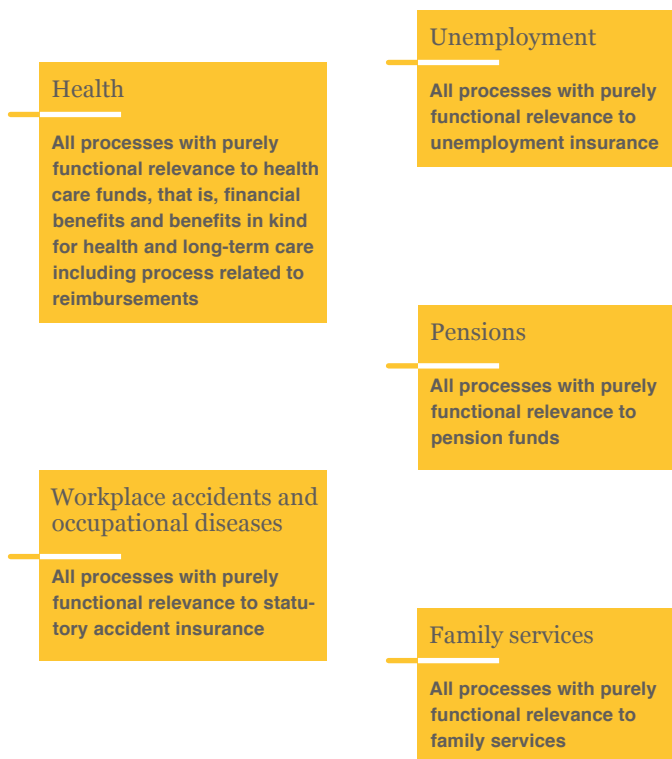 Health
All processes with purely
functional relevance to health
care funds, that is, financial
benefits and benefits in kind
for health and long-term care
including process related to
reimbursements
Workplace accidents and
occupational diseases
All processes with purely
functional relevance to statu-
tory accident insurance
Unemployment
All processes with purely
functional relevance to
unemployment insurance
Pensions
All processes with purely
functional relevance to
pension funds
Family services
All processes with purely
functional relevance to
family services